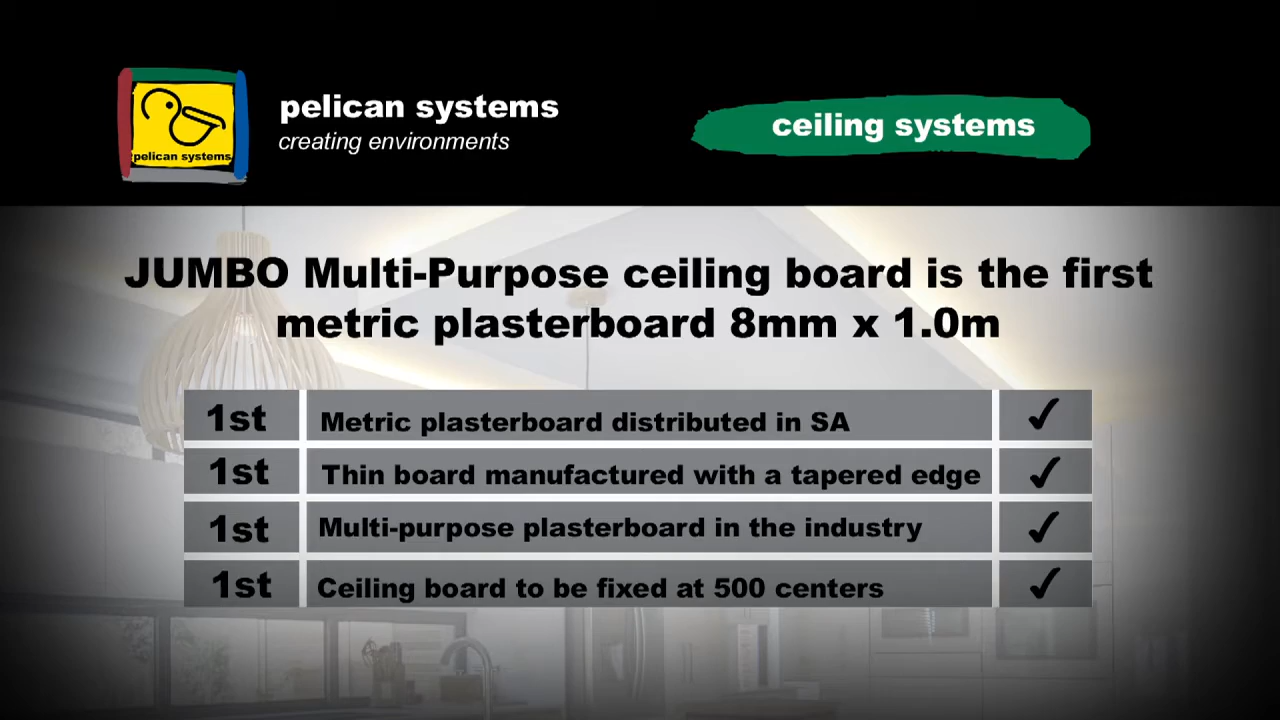 pelican systems
creating environments
pelican systems
ceiling systems
JUMBO Multi-Purpose ceiling board is the first
metric plasterboard 8mm x 1.0m
1st Metric plasterboard distributed in SA ✓
1st Thin board manufactured with a tapered edge ✓
1st Multi-purpose plasterboard in the industry ✓
1st Ceiling board to be fixed at 500 centers ✓